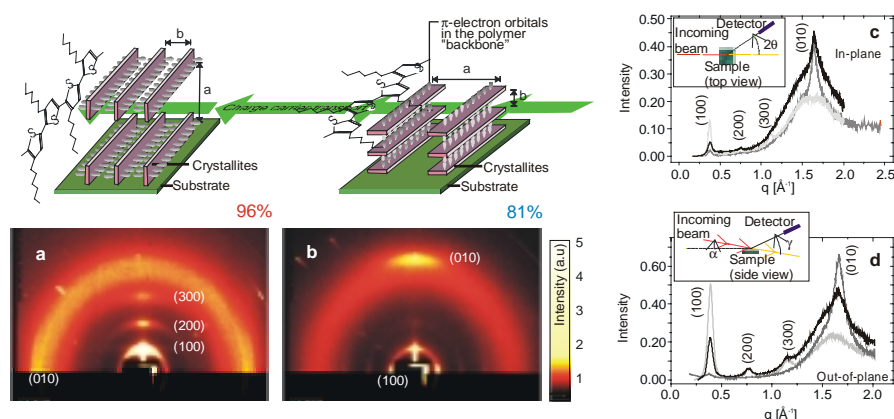 b
a
S
S
S
S
Crystallites
Substrate
96%
π-electron orbitals
in the polymer
"backbone"
a
b
S
S
S
Crystallites
Substrate
81%
a
(300)
(200)
(100)
(010)
b
(010)
(100)
Intensity (a.u)
5
4
3
2
1
c
In-plane
Detector
Incoming
beam
2θ
Sample
(top view)
(010)
(100)
(200)
(300)
Intensity
0.50
0.40
0.30
0.20
0.10
0.00
0.0
0.5
1.0
1.5
2.0
2.5
q [Å⁻¹]
d
Incoming
beam
Detector
α
γ
Sample
(side view)
(010)
(100)
(200)
(300)
Out-of-plane
Intensity
0.60
0.40
0.20
0.00
0.0
0.5
1.0
1.5
2.0
q [Å⁻¹]